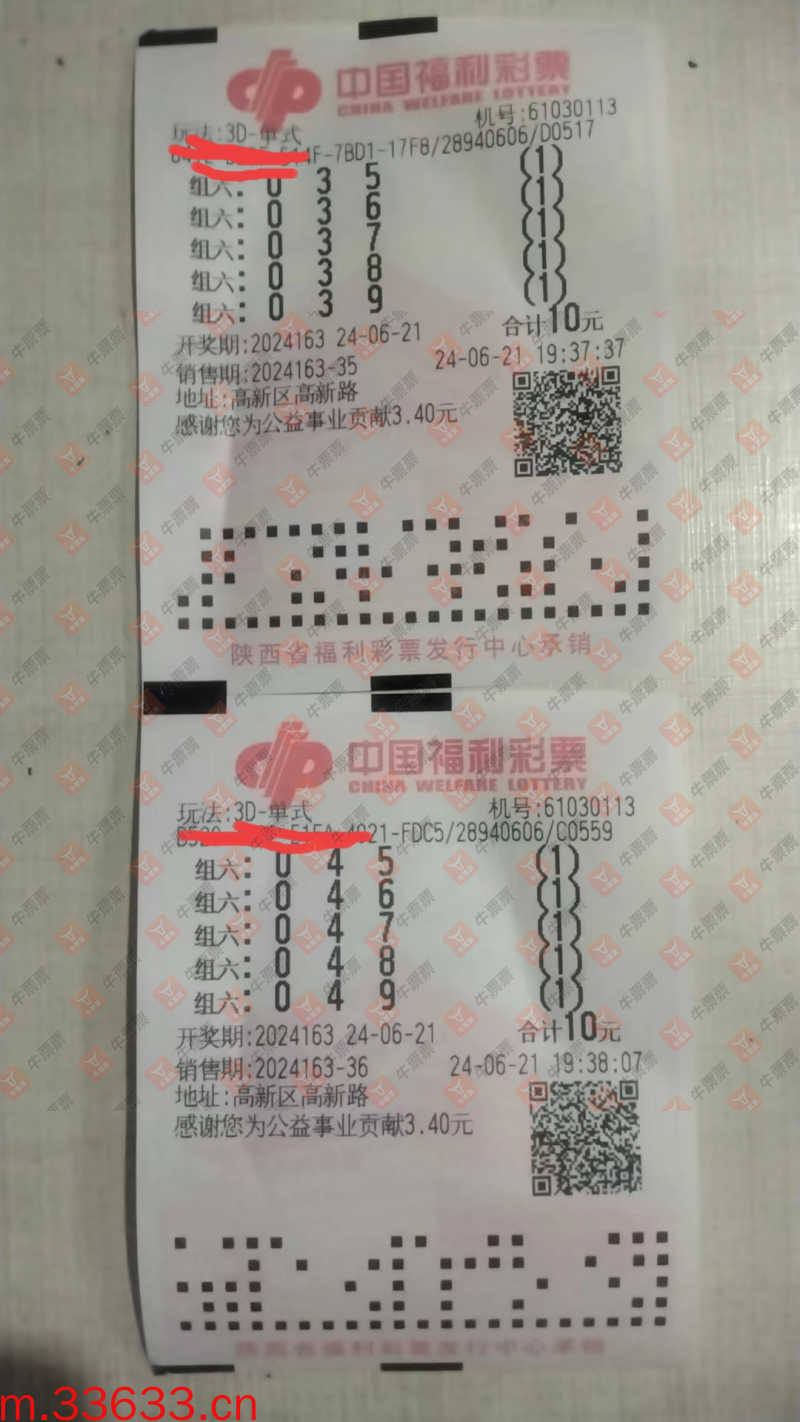 中国福利彩票
CHINA WELFARE LOTTERY
机号:61030113
玩法:3D-单式
4F-7BD1-17F8/28940606/D0517
组六: 0 3 5 (1)
组六: 0 3 6 (1)
组六: 0 3 7 (1)
组六: 0 3 8 (1)
组六: 0 3 9 (1)
合计10元
开奖期:2024163 24-06-21
销售期:2024163-35 24-06-21 19:37:37
地址:高新区高新路
感谢您为公益事业贡献3.40元
陕西省福利彩票发行中心承销
中国福利彩票
CHINA WELFARE LOTTERY
玩法:3D-单式 机号:61030113
21-FDC5/28940606/C0559
组六: 0 4 5 (1)
组六: 0 4 6 (1)
组六: 0 4 7 (1)
组六: 0 4 8 (1)
组六: 0 4 9 (1)
开奖期:2024163 24-06-21 合计10元
销售期:2024163-36 24-06-21 19:38:07
地址:高新区高新路
感谢您为公益事业贡献3.40元
陕西省福利彩票发行中心承销
牛票票
m.33633.cn